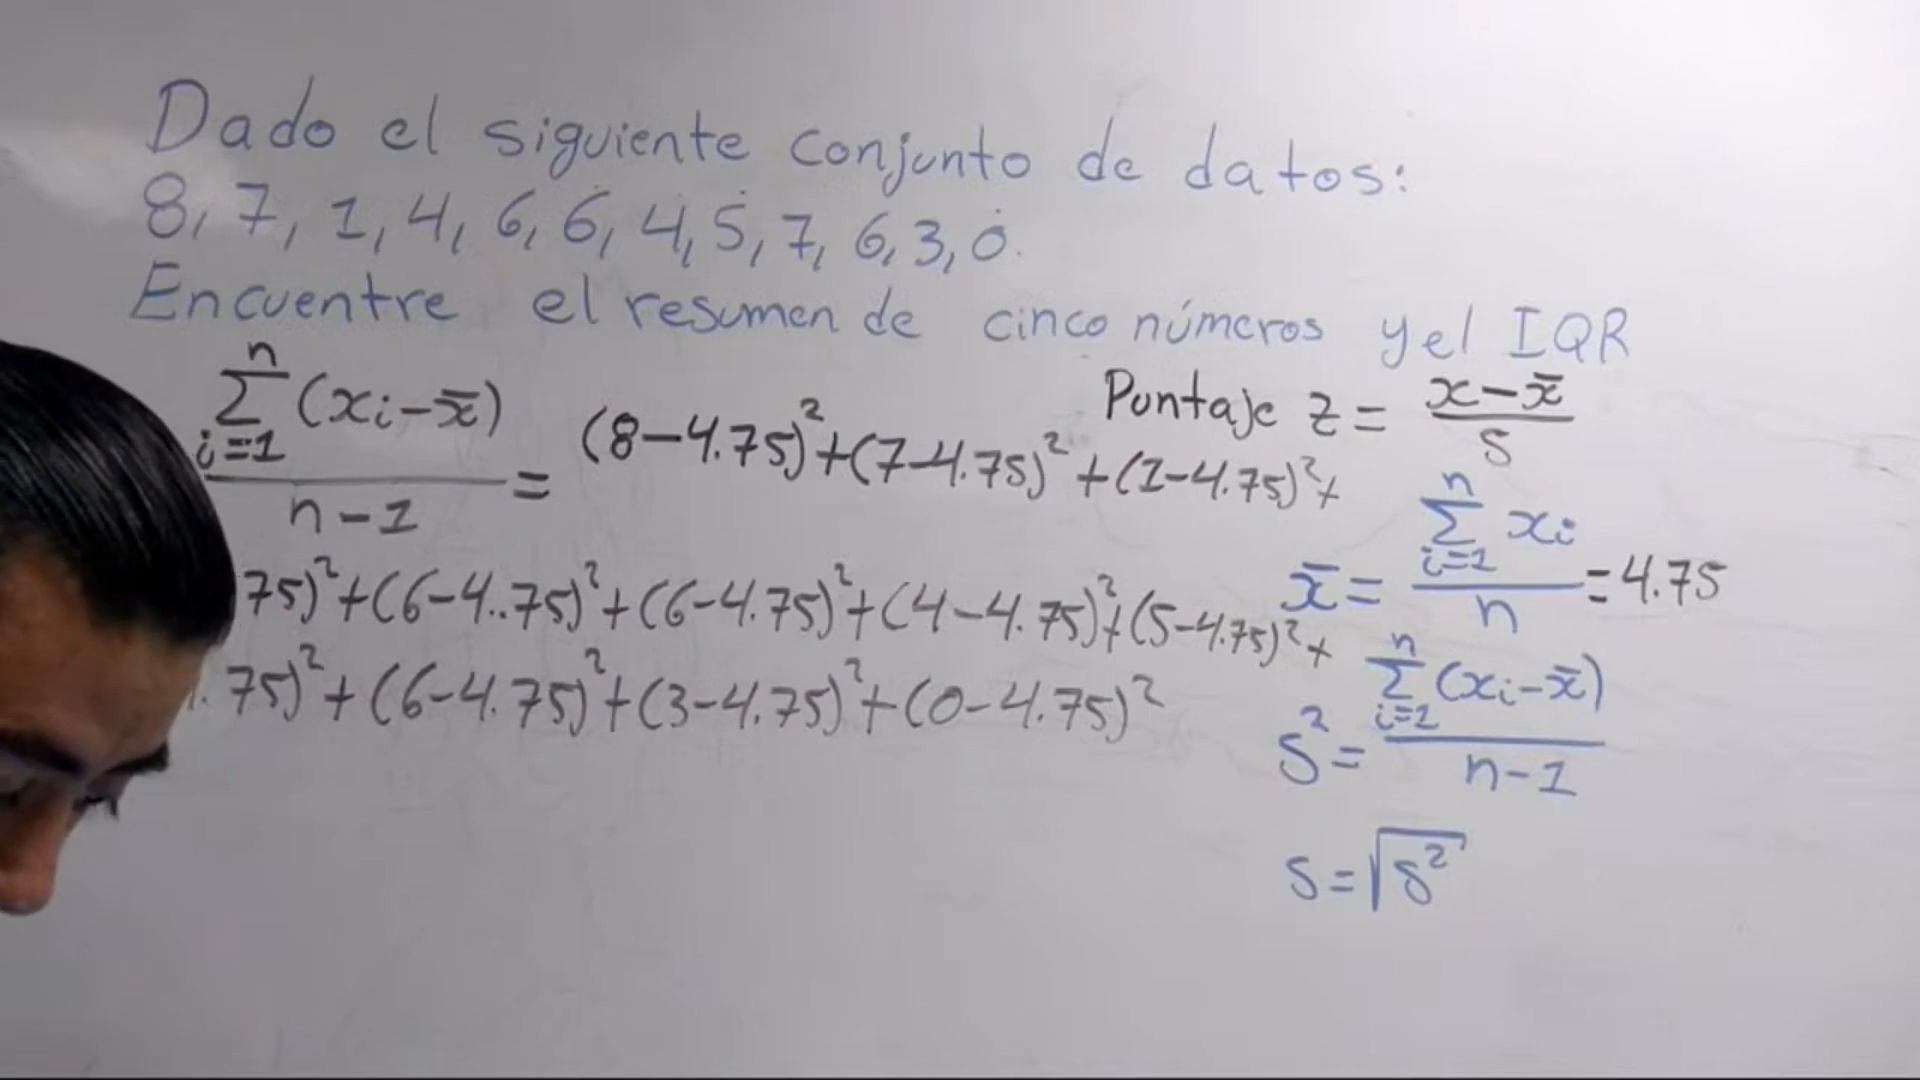 Dado el siguiente conjunto de datos:
8, 7, 1, 4, 6, 6, 4, 5, 7, 6, 3, 0.
Encuentre el resumen de cinco números y el IQR
Puntaje z = (x - x̄) / s
∑_{i=1}^{n} (xi - x̄) / (n - 1) = (8-4.75)² + (7-4.75)² + (1-4.75)² +
75)² + (6-4..75)² + (6-4.75)² + (4-4.75)² + (5-4.75)² +
.75)² + (6-4.75)² + (3-4.75)² + (0-4.75)²
x̄ = ∑_{i=1}^{n} xi / n = 4.75
s² = ∑_{i=1}^{n} (xi - x̄) / (n - 1)
s = √s²